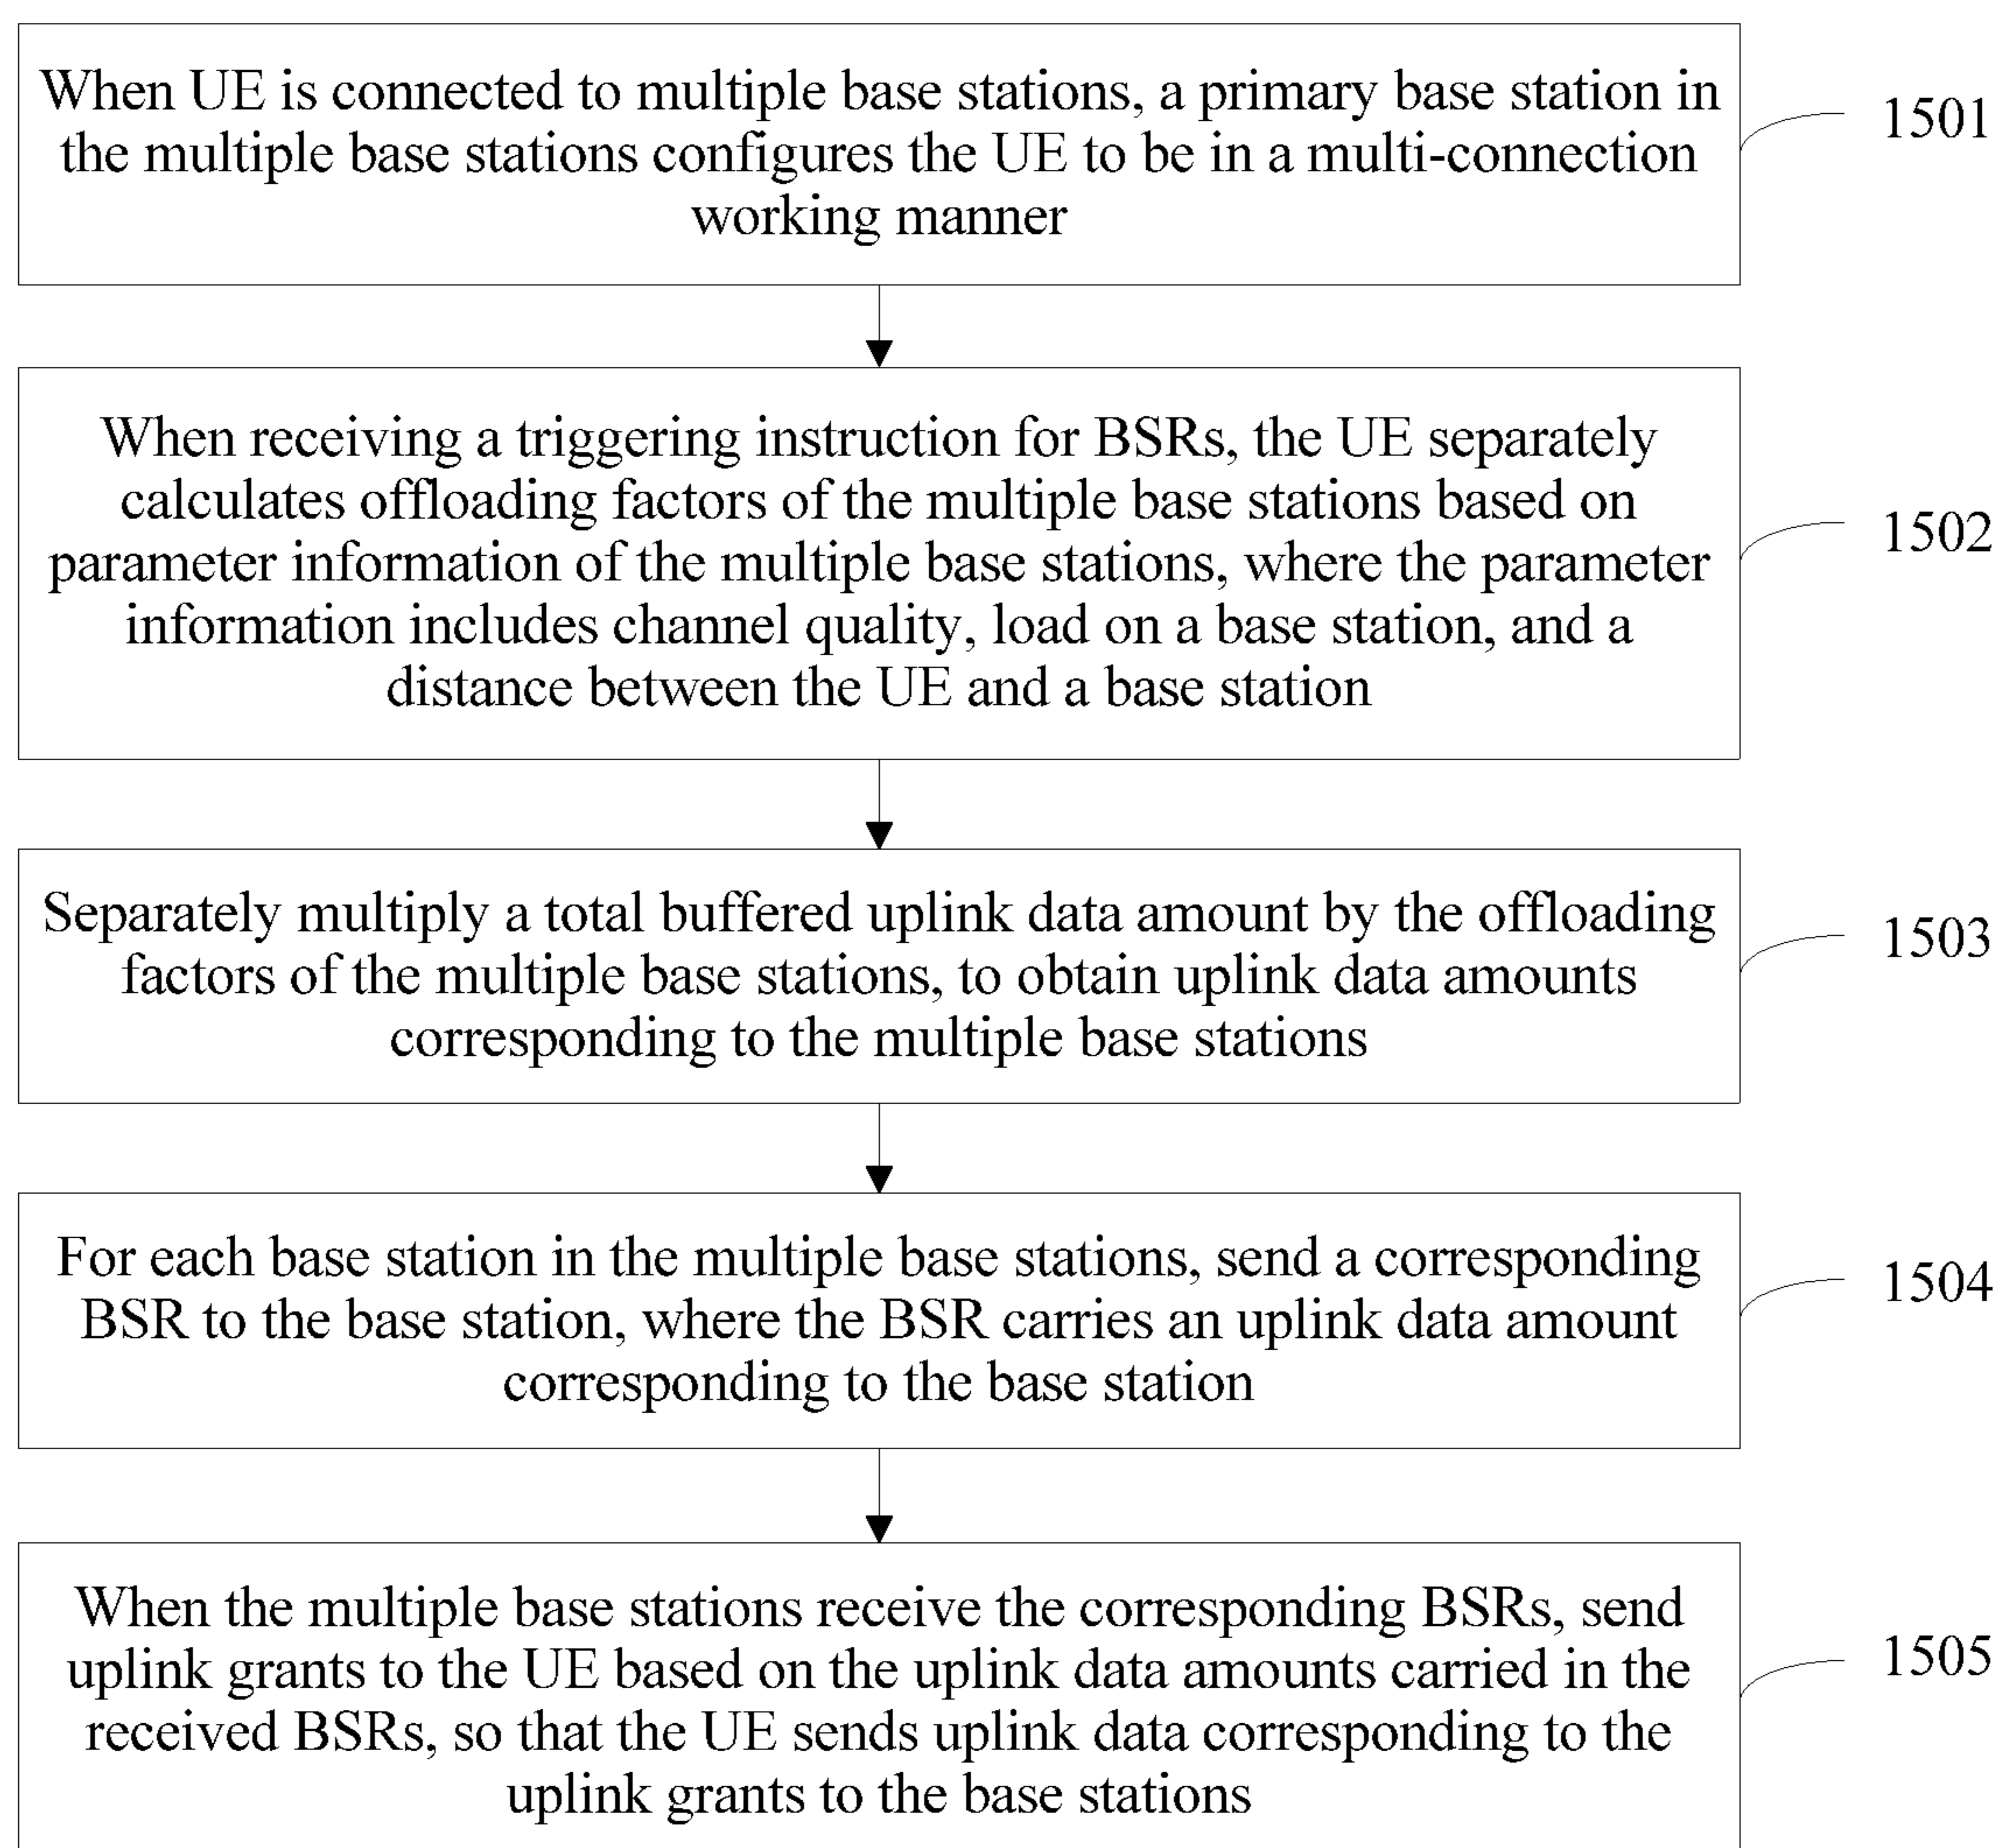 When UE is connected to multiple base stations, a primary base station in
the multiple base stations configures the UE to be in a multi-connection
working manner
1501
When receiving a triggering instruction for BSRs, the UE separately
calculates offloading factors of the multiple base stations based on
parameter information of the multiple base stations, where the parameter
information includes channel quality, load on a base station, and a
distance between the UE and a base station
1502
Separately multiply a total buffered uplink data amount by the offloading
factors of the multiple base stations, to obtain uplink data amounts
corresponding to the multiple base stations
1503
For each base station in the multiple base stations, send a corresponding
BSR to the base station, where the BSR carries an uplink data amount
corresponding to the base station
1504
When the multiple base stations receive the corresponding BSRs, send
uplink grants to the UE based on the uplink data amounts carried in the
received BSRs, so that the UE sends uplink data corresponding to the
uplink grants to the base stations
1505